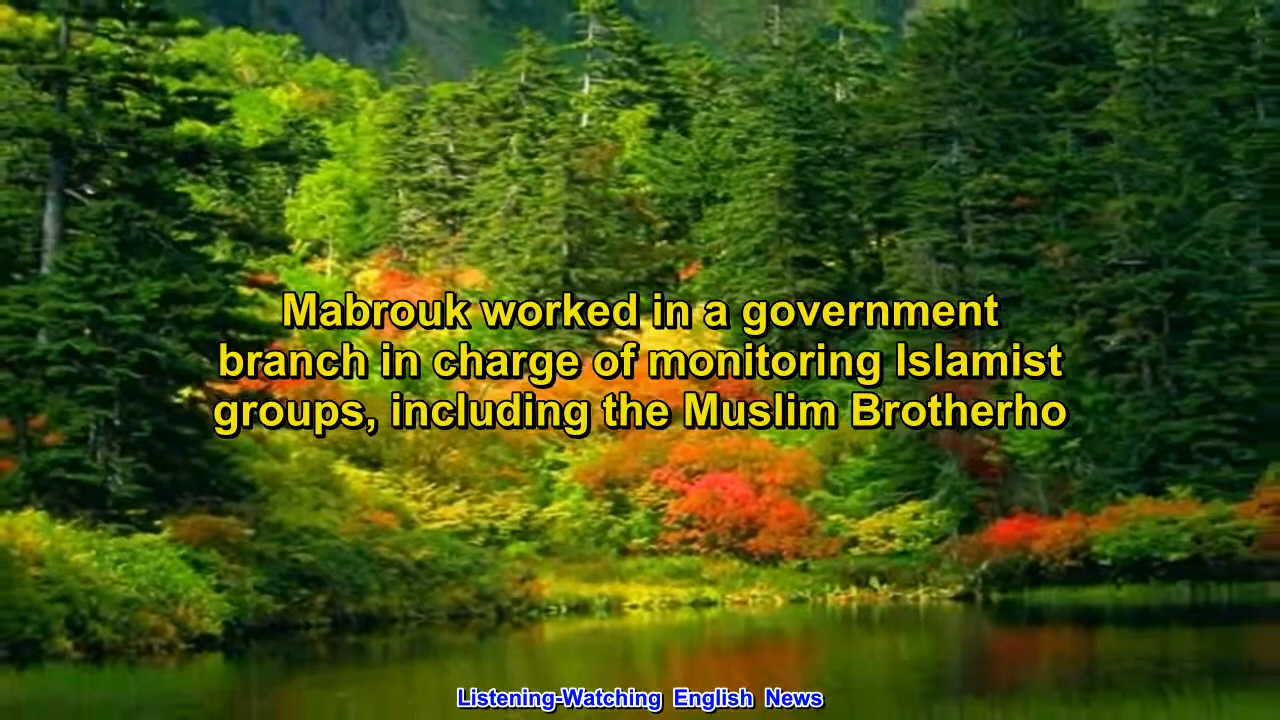 Mabrouk worked in a government
branch in charge of monitoring Islamist
groups, including the Muslim Brotherho
Listening-Watching English News